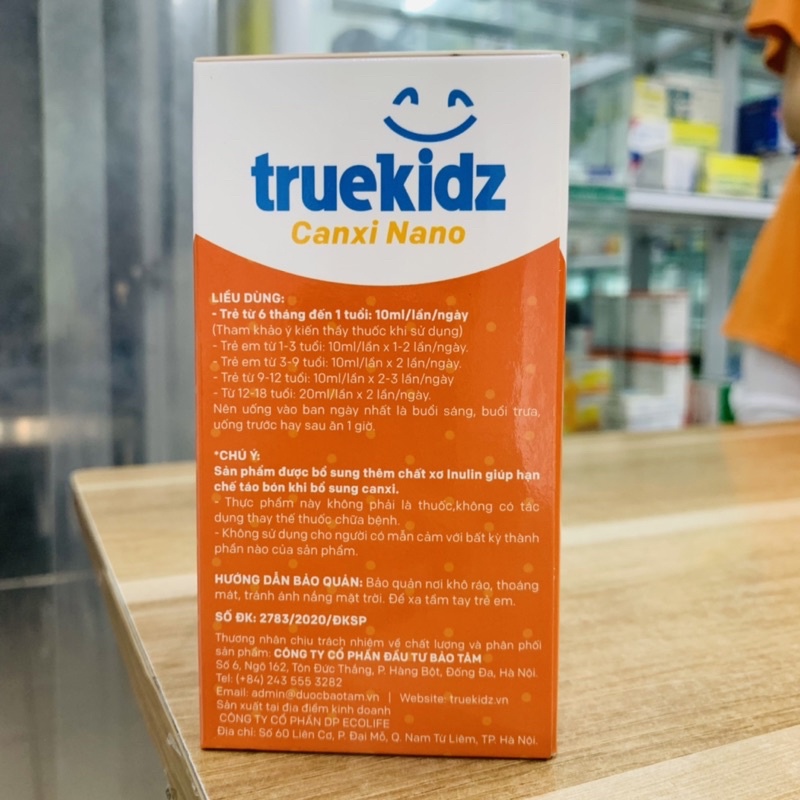 truekidz
Canxi Nano
LIỀU DÙNG:
- Trẻ từ 6 tháng đến 1 tuổi: 10ml/lần/ngày
(Tham khảo ý kiến thầy thuốc khi sử dụng)
- Trẻ em từ 1-3 tuổi: 10ml/lần x 1-2 lần/ngày.
- Trẻ em từ 3-9 tuổi: 10ml/lần x 2 lần/ngày.
- Trẻ từ 9-12 tuổi: 10ml/lần x 2-3 lần/ngày
- Từ 12-18 tuổi: 20ml/lần x 2 lần/ngày.
Nên uống vào ban ngày nhất là buổi sáng, buổi trưa,
uống trước hay sau ăn 1 giờ.
*CHÚ Ý:
Sản phẩm được bổ sung thêm chất xơ Inulin giúp hạn
chế táo bón khi bổ sung canxi.
- Thực phẩm này không phải là thuốc,không có tác
dụng thay thế thuốc chữa bệnh.
- Không sử dụng cho người có mẫn cảm với bất kỳ thành
phần nào của sản phẩm.
HƯỚNG DẪN BẢO QUẢN: Bảo quản nơi khô ráo, thoáng
mát, tránh ánh nắng mặt trời. Để xa tầm tay trẻ em.
SỐ ĐK: 2783/2020/ĐKSP
Thương nhân chịu trách nhiệm về chất lượng và phân phối
sản phẩm: CÔNG TY CỔ PHẦN ĐẦU TƯ BẢO TÂM
Số 6, Ngõ 162, Tôn Đức Thắng, P. Hàng Bột, Đống Đa, Hà Nội.
Tel: (+84) 243 555 3282
Email: admin@duocbaotam.vn | Website: truekidz.vn
Sản xuất tại địa điểm kinh doanh
CÔNG TY CỔ PHẦN DP ECOLIFE
Địa chỉ: Số 60 Liên Cơ, P. Đại Mỗ, Q. Nam Từ Liêm, TP. Hà Nội.